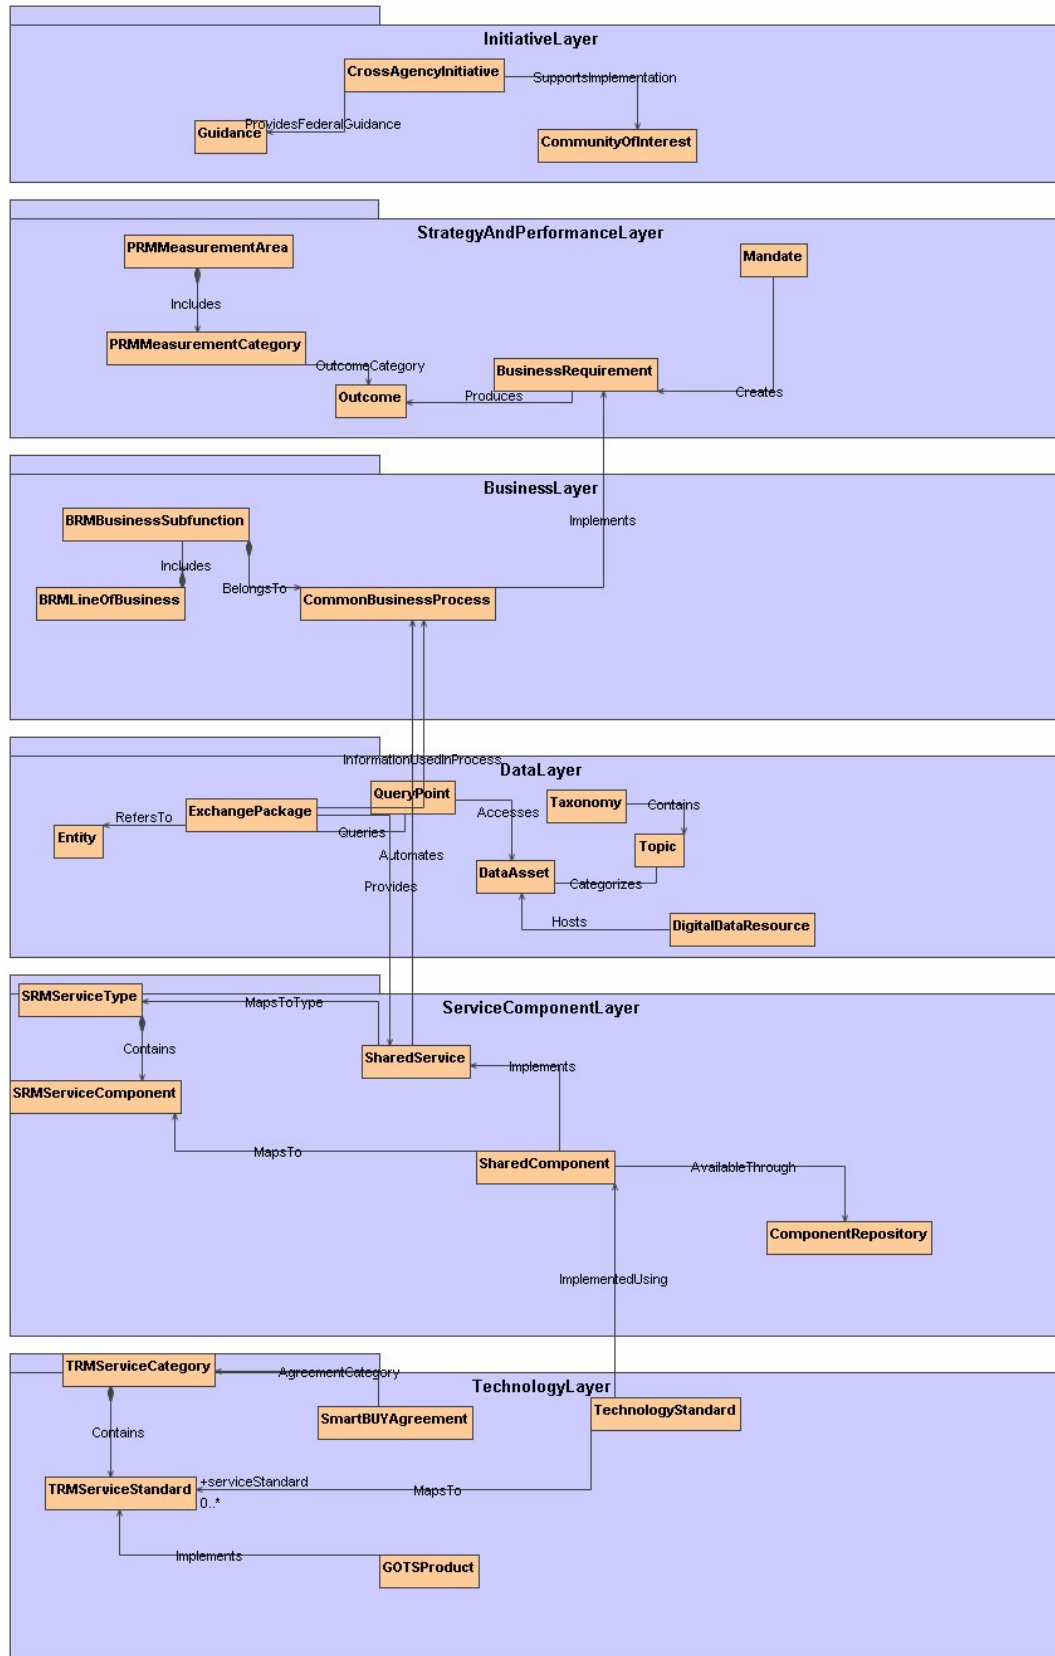 InitiativeLayer
CrossAgencyInitiative
SupportsImplementation
ProvidesFederalGuidance
Guidance
CommunityOfInterest
StrategyAndPerformanceLayer
PRMMeasurementArea
Mandate
Includes
PRMMeasurementCategory
OutcomeCategory
BusinessRequirement
Outcome
Produces
Creates
BusinessLayer
BRMBusinessSubfunction
Implements
Includes
BRMLineOfBusiness
BelongsTo
CommonBusinessProcess
InformationUsedInProcess
DataLayer
QueryPoint
Taxonomy
Contains
ExchangePackage
Accesses
RefersTo
Entity
Queries
Topic
Automates
Provides
DataAsset
Categorizes
Hosts
DigitalDataResource
SRMServiceType
MapsToType
ServiceComponentLayer
Contains
SharedService
Implements
SRMServiceComponent
MapsTo
SharedComponent
AvailableThrough
ComponentRepository
ImplementedUsing
TRMServiceCategory
AgreementCategory
TechnologyLayer
SmartBUYAgreement
TechnologyStandard
Contains
TRMServiceStandard
+serviceStandard
MapsTo
0..*
Implements
GOTSProduct